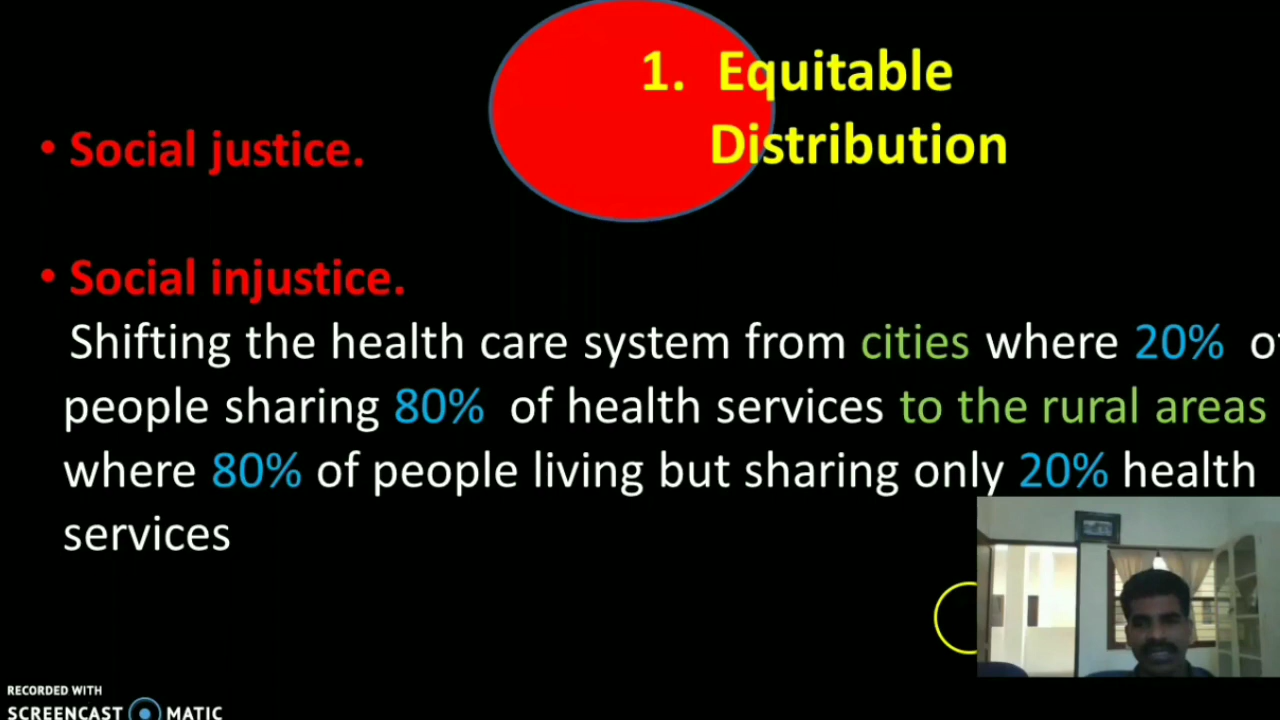 1. Equitable
Distribution
• Social justice.
• Social injustice.
Shifting the health care system from cities where 20% of
people sharing 80% of health services to the rural areas
where 80% of people living but sharing only 20% health
services
RECORDED WITH
SCREENCAST MATIC